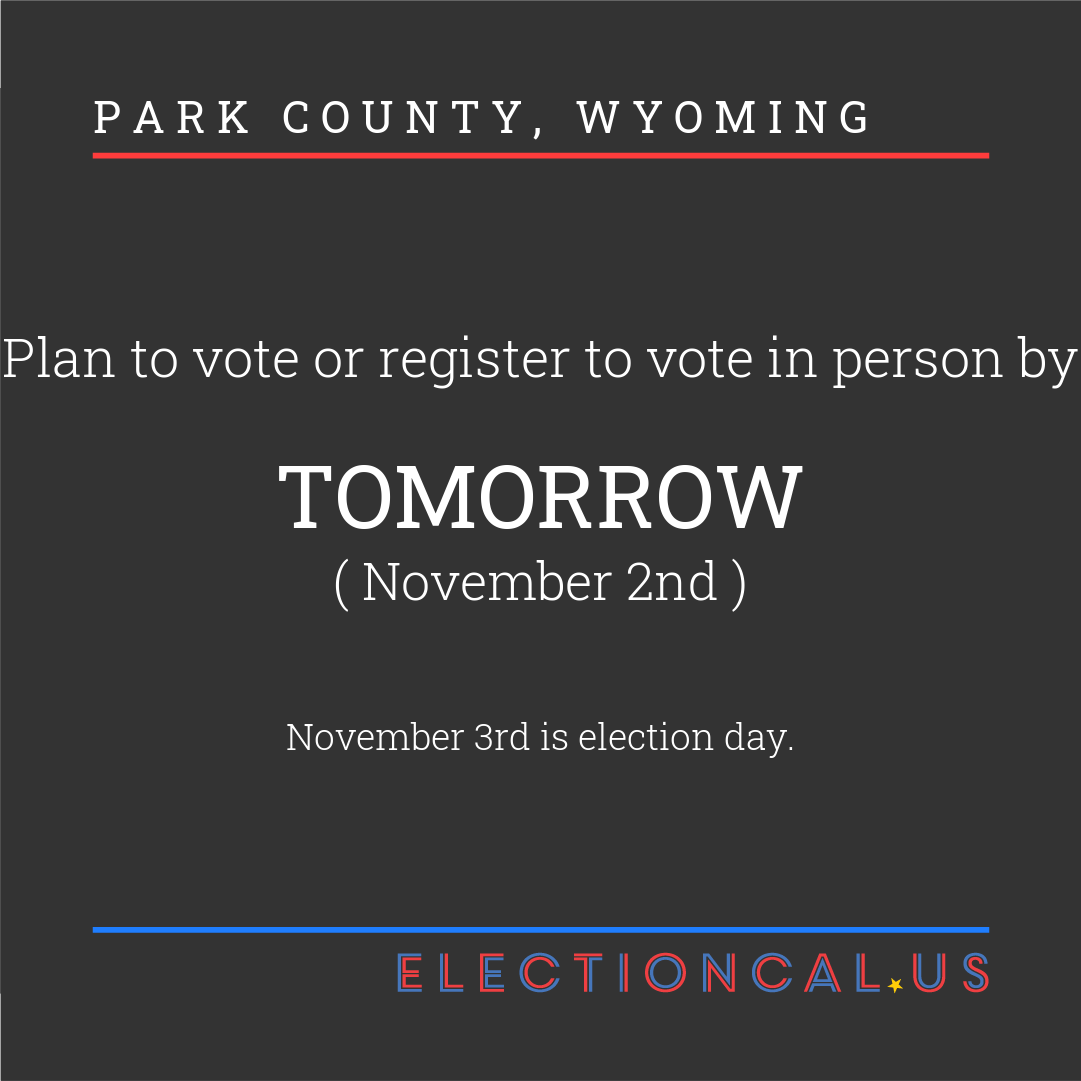 PARK COUNTY, WYOMING
Plan to vote or register to vote in person by
TOMORROW
( November 2nd )
November 3rd is election day.
ELECTIONCAL.US